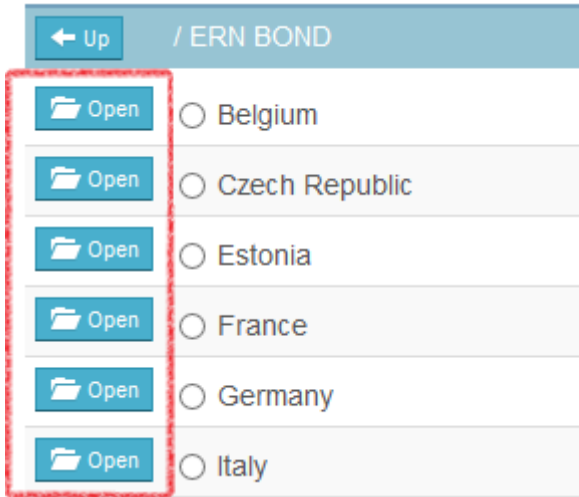 Up / ERN BOND
Open Belgium
Open Czech Republic
Open Estonia
Open France
Open Germany
Open Italy